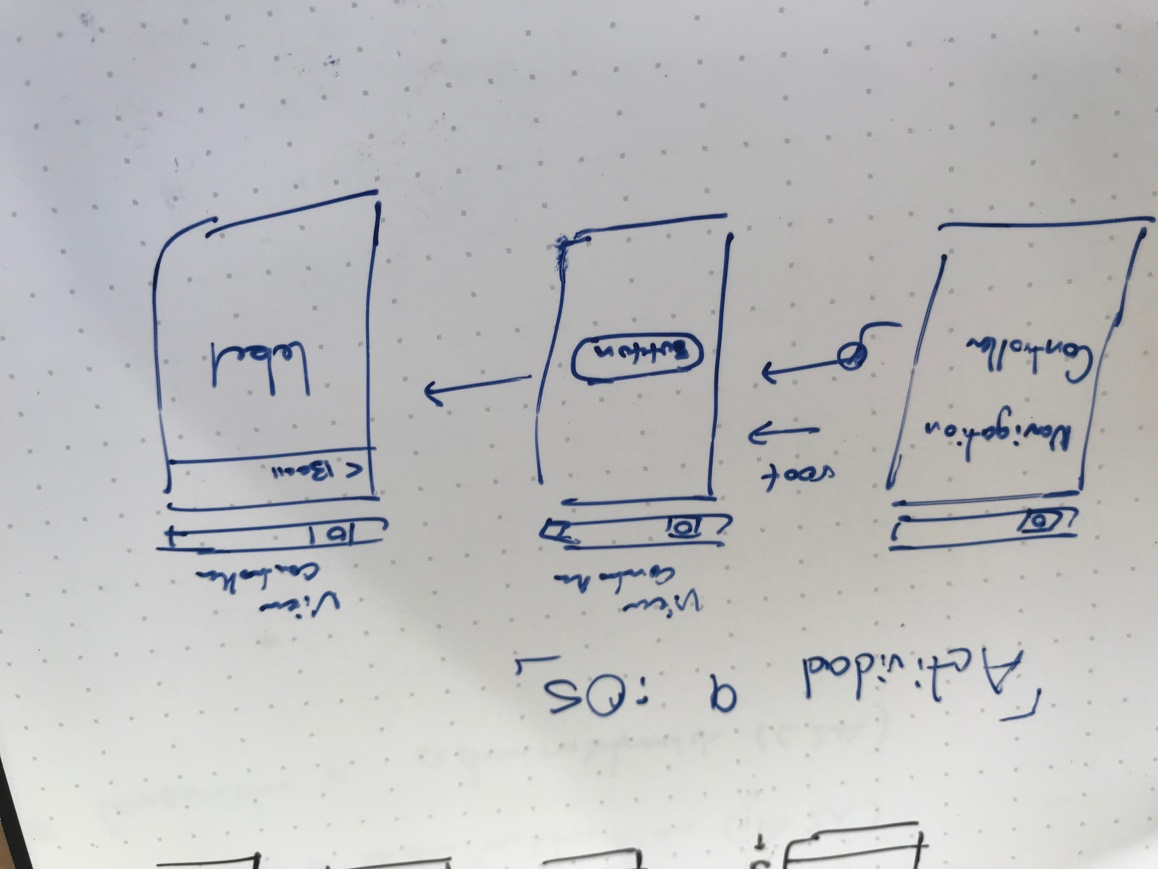 Actividad 9 iOS
View
Controller
View
Controller
Navigation
Controller
root
Button
< Back
Label